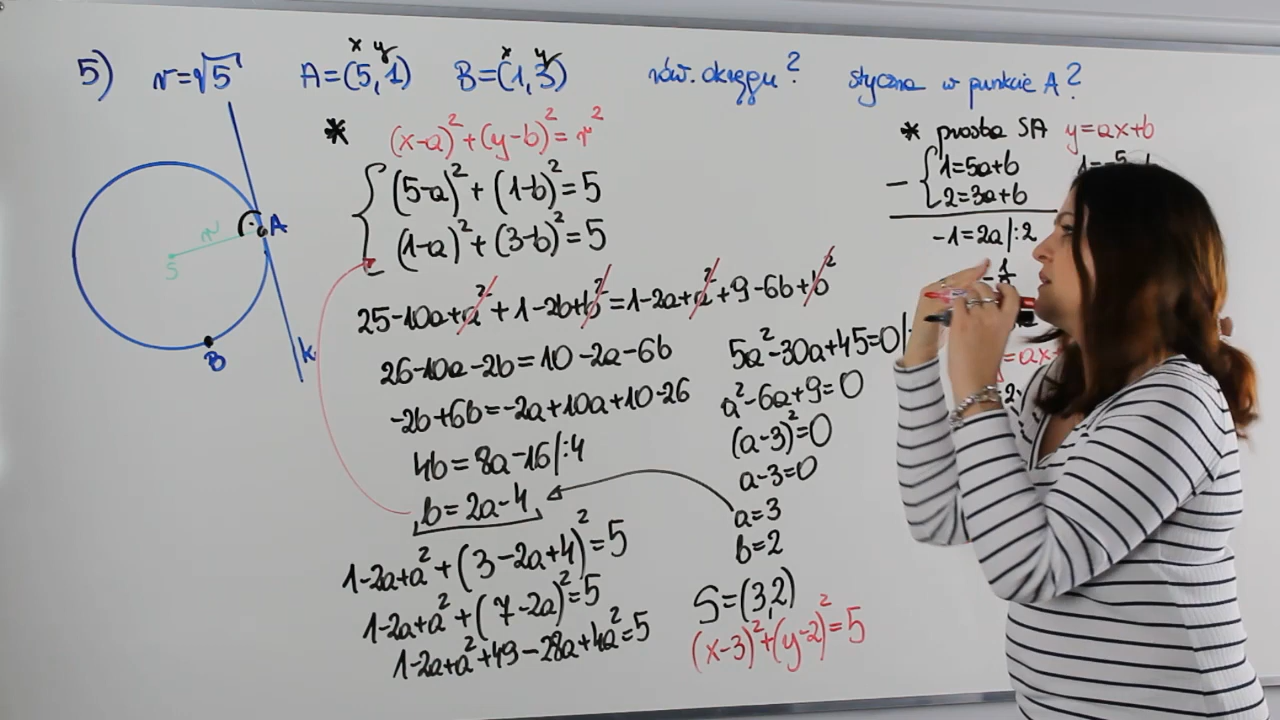 5) r=√5 A=(5,1) B=(1,3) rów. okręgu? styczna w punkcie A?
x y x y
* (x-a)²+(y-b)²=r²
(5-a)²+(1-b)²=5
(1-a)²+(3-b)²=5
25-10a+a²+1-2b+b²=1-2a+a²+9-6b+b²
26-10a-2b=10-2a-6b
-2b+6b=-2a+10a+10-26
4b=8a-16|:4
b=2a-4
1-2a+a²+(3-2a+4)²=5
1-2a+a²+(7-2a)²=5
1-2a+a²+49-28a+4a²=5
5a²-30a+45=0|:
a²-6a+9=0
(a-3)²=0
a-3=0
a=3
b=2
S=(3,2)
(x-3)²+(y-2)²=5
* prosta SA y=ax+b
- 1=5a+b
2=3a+b
-1=2a|:2
r
S
A
B
k